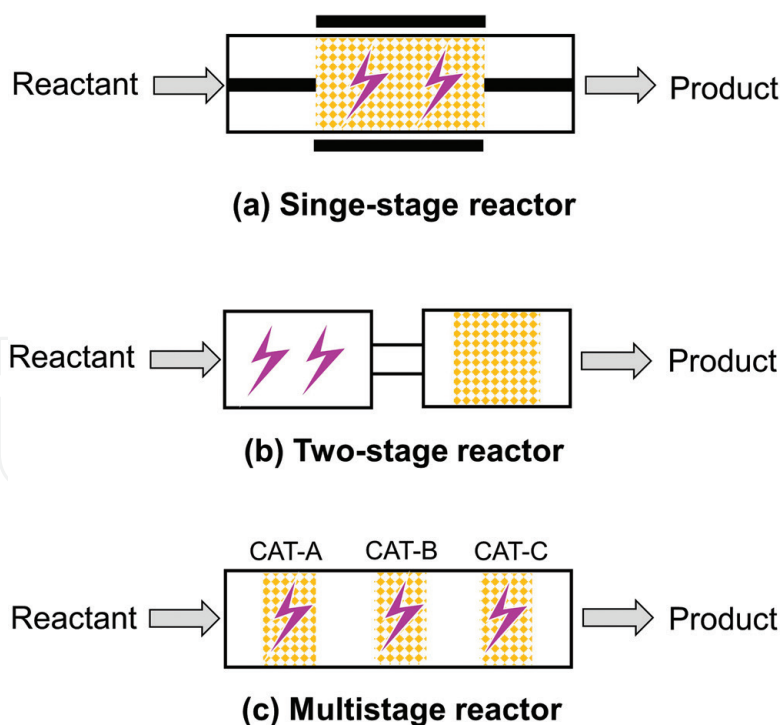 Reactant
Product
(a) Singe-stage reactor
Reactant
Product
(b) Two-stage reactor
CAT-A CAT-B CAT-C
Reactant
Product
(c) Multistage reactor